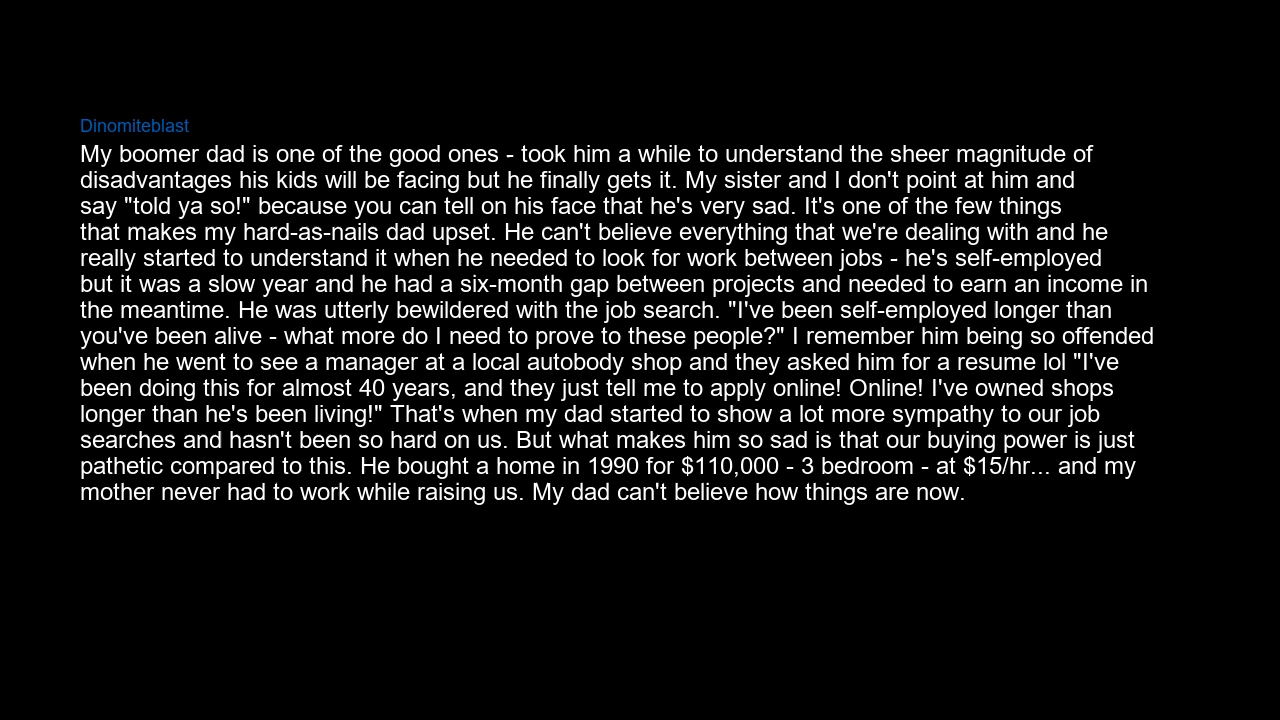 Dinomiteblast
My boomer dad is one of the good ones - took him a while to understand the sheer magnitude of
disadvantages his kids will be facing but he finally gets it. My sister and I don't point at him and
say "told ya so!" because you can tell on his face that he's very sad. It's one of the few things
that makes my hard-as-nails dad upset. He can't believe everything that we're dealing with and he
really started to understand it when he needed to look for work between jobs - he's self-employed
but it was a slow year and he had a six-month gap between projects and needed to earn an income in
the meantime. He was utterly bewildered with the job search. "I've been self-employed longer than
you've been alive - what more do I need to prove to these people?" I remember him being so offended
when he went to see a manager at a local autobody shop and they asked him for a resume lol "I've
been doing this for almost 40 years, and they just tell me to apply online! Online! I've owned shops
longer than he's been living!" That's when my dad started to show a lot more sympathy to our job
searches and hasn't been so hard on us. But what makes him so sad is that our buying power is just
pathetic compared to this. He bought a home in 1990 for $110,000 - 3 bedroom - at $15/hr... and my
mother never had to work while raising us. My dad can't believe how things are now.